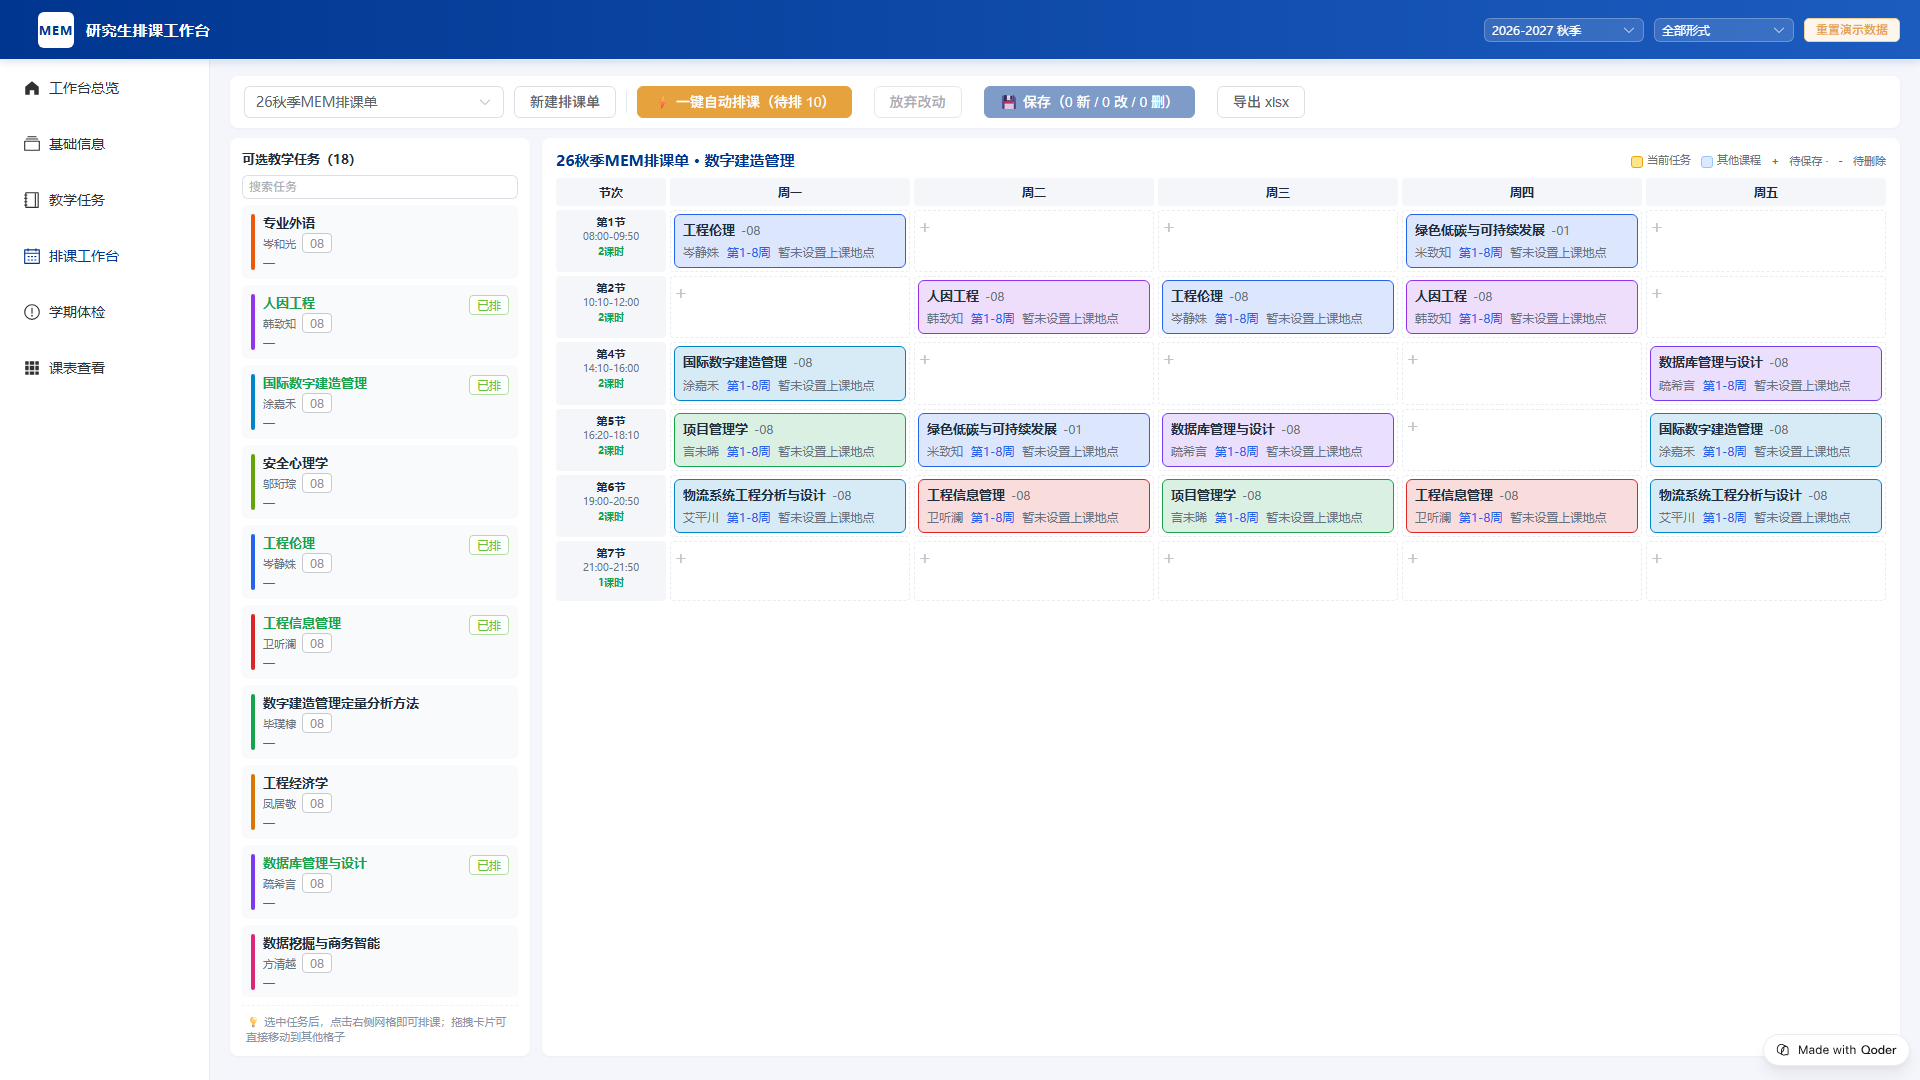 MEM 研究生排课工作台
2026-2027 秋季
全部形式
重置演示数据
工作台总览
基础信息
教学任务
排课工作台
学期体检
课表查看
26秋季MEM排课单
新建排课单
一键自动排课（待排 10）
放弃改动
保存（0 新 / 0 改 / 0 删）
导出 xlsx
可选教学任务（18）
搜索任务
专业外语
岑和光 08
—
人因工程 已排
韩致知 08
—
国际数字建造管理 已排
涂嘉禾 08
—
安全心理学
邬珩琮 08
—
工程伦理 已排
岑静姝 08
—
工程信息管理 已排
卫听澜 08
—
数字建造管理定量分析方法
毕瑾棣 08
—
工程经济学
凤居敬 08
—
数据库管理与设计 已排
疏希言 08
—
数据挖掘与商务智能
方清越 08
—
选中任务后，点击右侧网格即可排课；拖拽卡片可
直接移动到其他格子
26秋季MEM排课单 • 数字建造管理
当前任务 其他课程 + 待保存 · - 待删除
节次 周一 周二 周三 周四 周五
第1节
08:00-09:50
2课时
工程伦理 -08
岑静姝 第1-8周 暂未设置上课地点
+
+
绿色低碳与可持续发展 -01
米致知 第1-8周 暂未设置上课地点
+
第2节
10:10-12:00
2课时
+
人因工程 -08
韩致知 第1-8周 暂未设置上课地点
工程伦理 -08
岑静姝 第1-8周 暂未设置上课地点
人因工程 -08
韩致知 第1-8周 暂未设置上课地点
+
第4节
14:10-16:00
2课时
国际数字建造管理 -08
涂嘉禾 第1-8周 暂未设置上课地点
+
+
+
数据库管理与设计 -08
疏希言 第1-8周 暂未设置上课地点
第5节
16:20-18:10
2课时
项目管理学 -08
言未晞 第1-8周 暂未设置上课地点
绿色低碳与可持续发展 -01
米致知 第1-8周 暂未设置上课地点
数据库管理与设计 -08
疏希言 第1-8周 暂未设置上课地点
+
国际数字建造管理 -08
涂嘉禾 第1-8周 暂未设置上课地点
第6节
19:00-20:50
2课时
物流系统工程分析与设计 -08
艾平川 第1-8周 暂未设置上课地点
工程信息管理 -08
卫听澜 第1-8周 暂未设置上课地点
项目管理学 -08
言未晞 第1-8周 暂未设置上课地点
工程信息管理 -08
卫听澜 第1-8周 暂未设置上课地点
物流系统工程分析与设计 -08
艾平川 第1-8周 暂未设置上课地点
第7节
21:00-21:50
1课时
+
+
+
+
+
Made with Qoder